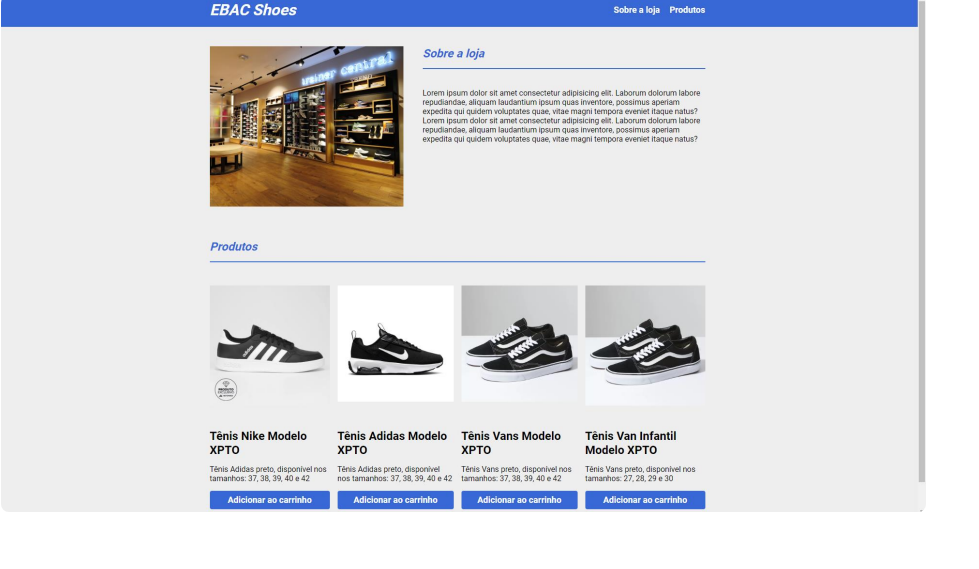 EBAC Shoes
Sobre a loja Produtos
trainer central
Sobre a loja
Lorem ipsum dolor sit amet consectetur adipisicing elit. Laborum dolorum labore
repudiandae, aliquam laudantium ipsum quas inventore, possimus aperiam
expedita qui quidem voluptates quae, vitae magni tempora eveniet itaque natus?
Lorem ipsum dolor sit amet consectetur adipisicing elit. Laborum dolorum labore
repudiandae, aliquam laudantium ipsum quas inventore, possimus aperiam
expedita qui quidem voluptates quae, vitae magni tempora eveniet itaque natus?
Produtos
adidas
PRODUTO
EXCLUSIVO
Tênis Nike Modelo
XPTO
Tênis Adidas preto, disponível nos
tamanhos: 37, 38, 39, 40 e 42
Adicionar ao carrinho
Tênis Adidas Modelo
XPTO
Tênis Adidas preto, disponível
nos tamanhos: 37, 38, 39, 40 e 42
Adicionar ao carrinho
Tênis Vans Modelo
XPTO
Tênis Vans preto, disponível nos
tamanhos: 37, 38, 39, 40 e 42
Adicionar ao carrinho
Tênis Van Infantil
Modelo XPTO
Tênis Vans preto, disponível nos
tamanhos: 27, 28, 29 e 30
Adicionar ao carrinho